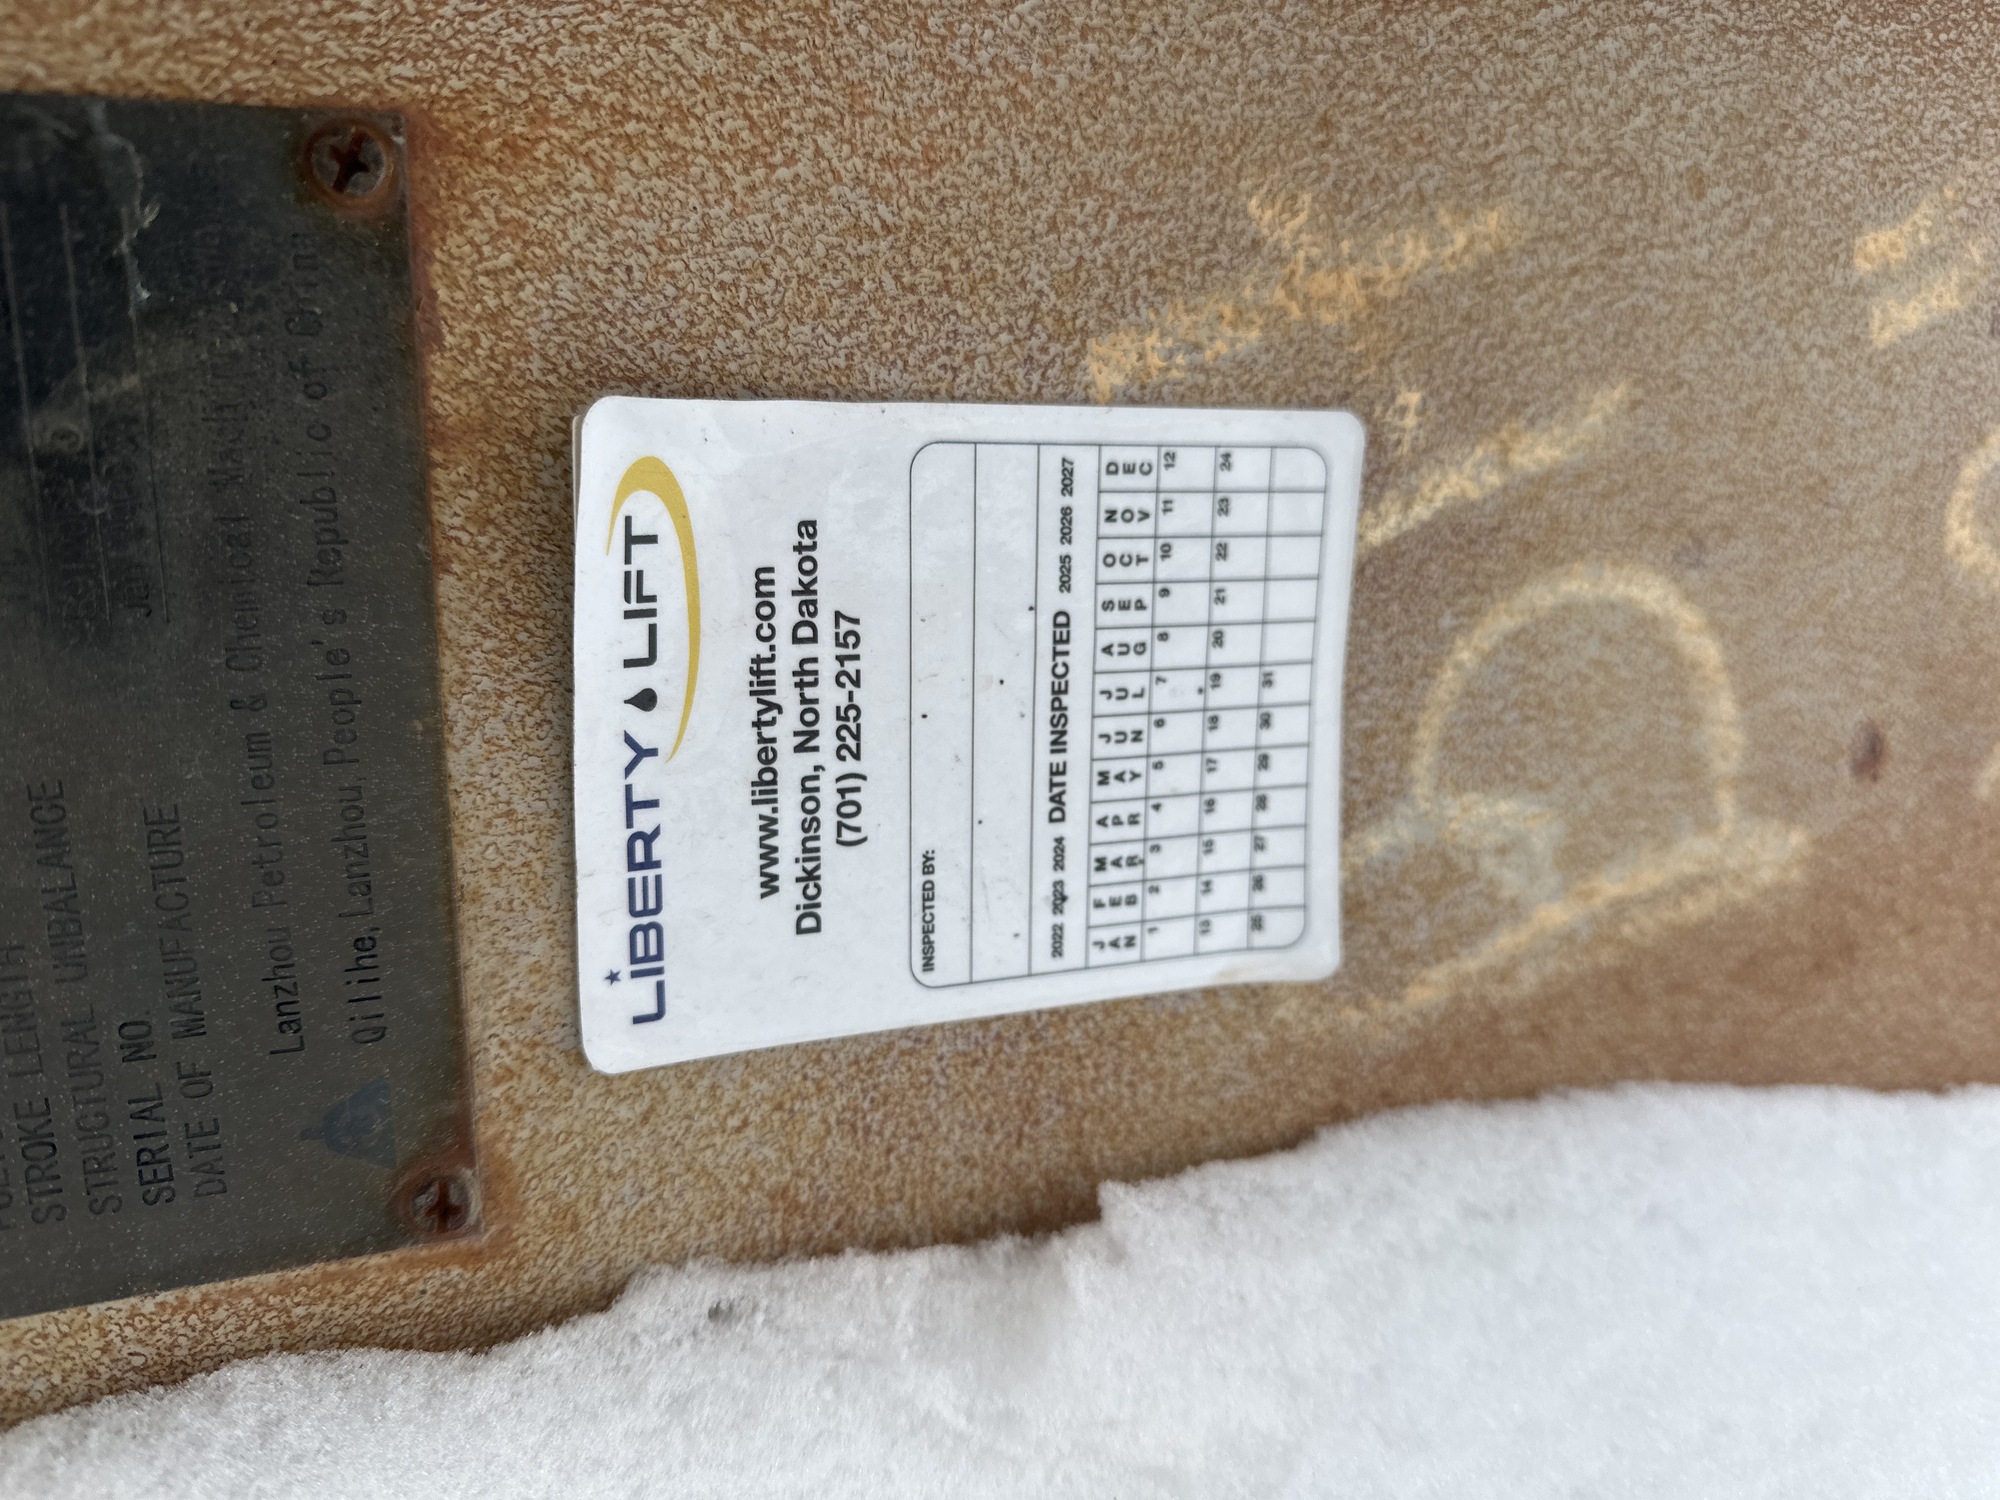 STROKE LENGTH
STRUCTURAL UNBALANCE
SERIAL NO.
DATE OF MANUFACTURE
Lanzhou Petroleum & Chemical
Qilihe, Lanzhou, People's Republic of
LIBERTY LIFT
www.libertylift.com
Dickinson, North Dakota
(701) 225-2157
INSPECTED BY:
2022 2023 2024 DATE INSPECTED 2025 2026 2027
JAN FEB MAR APR MAY JUN JUL AUG SEP OCT NOV DEC
1 2 3 4 5 6 7 8 9 10 11 12
13 14 15 16 17 18 19 20 21 22 23 24
25 26 27 28 29 30 31